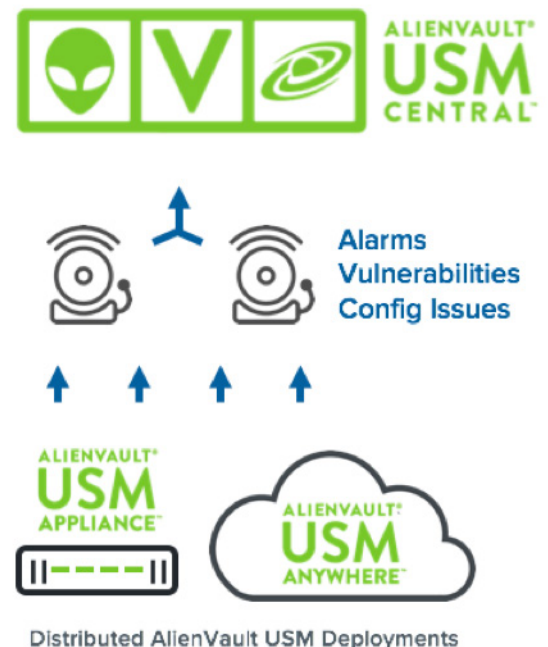 ALIENVAULT®
USM
CENTRAL™
Alarms
Vulnerabilities
Config Issues
ALIENVAULT®
USM
APPLIANCE™
ALIENVAULT®
USM
ANYWHERE™
Distributed AlienVault USM Deployments